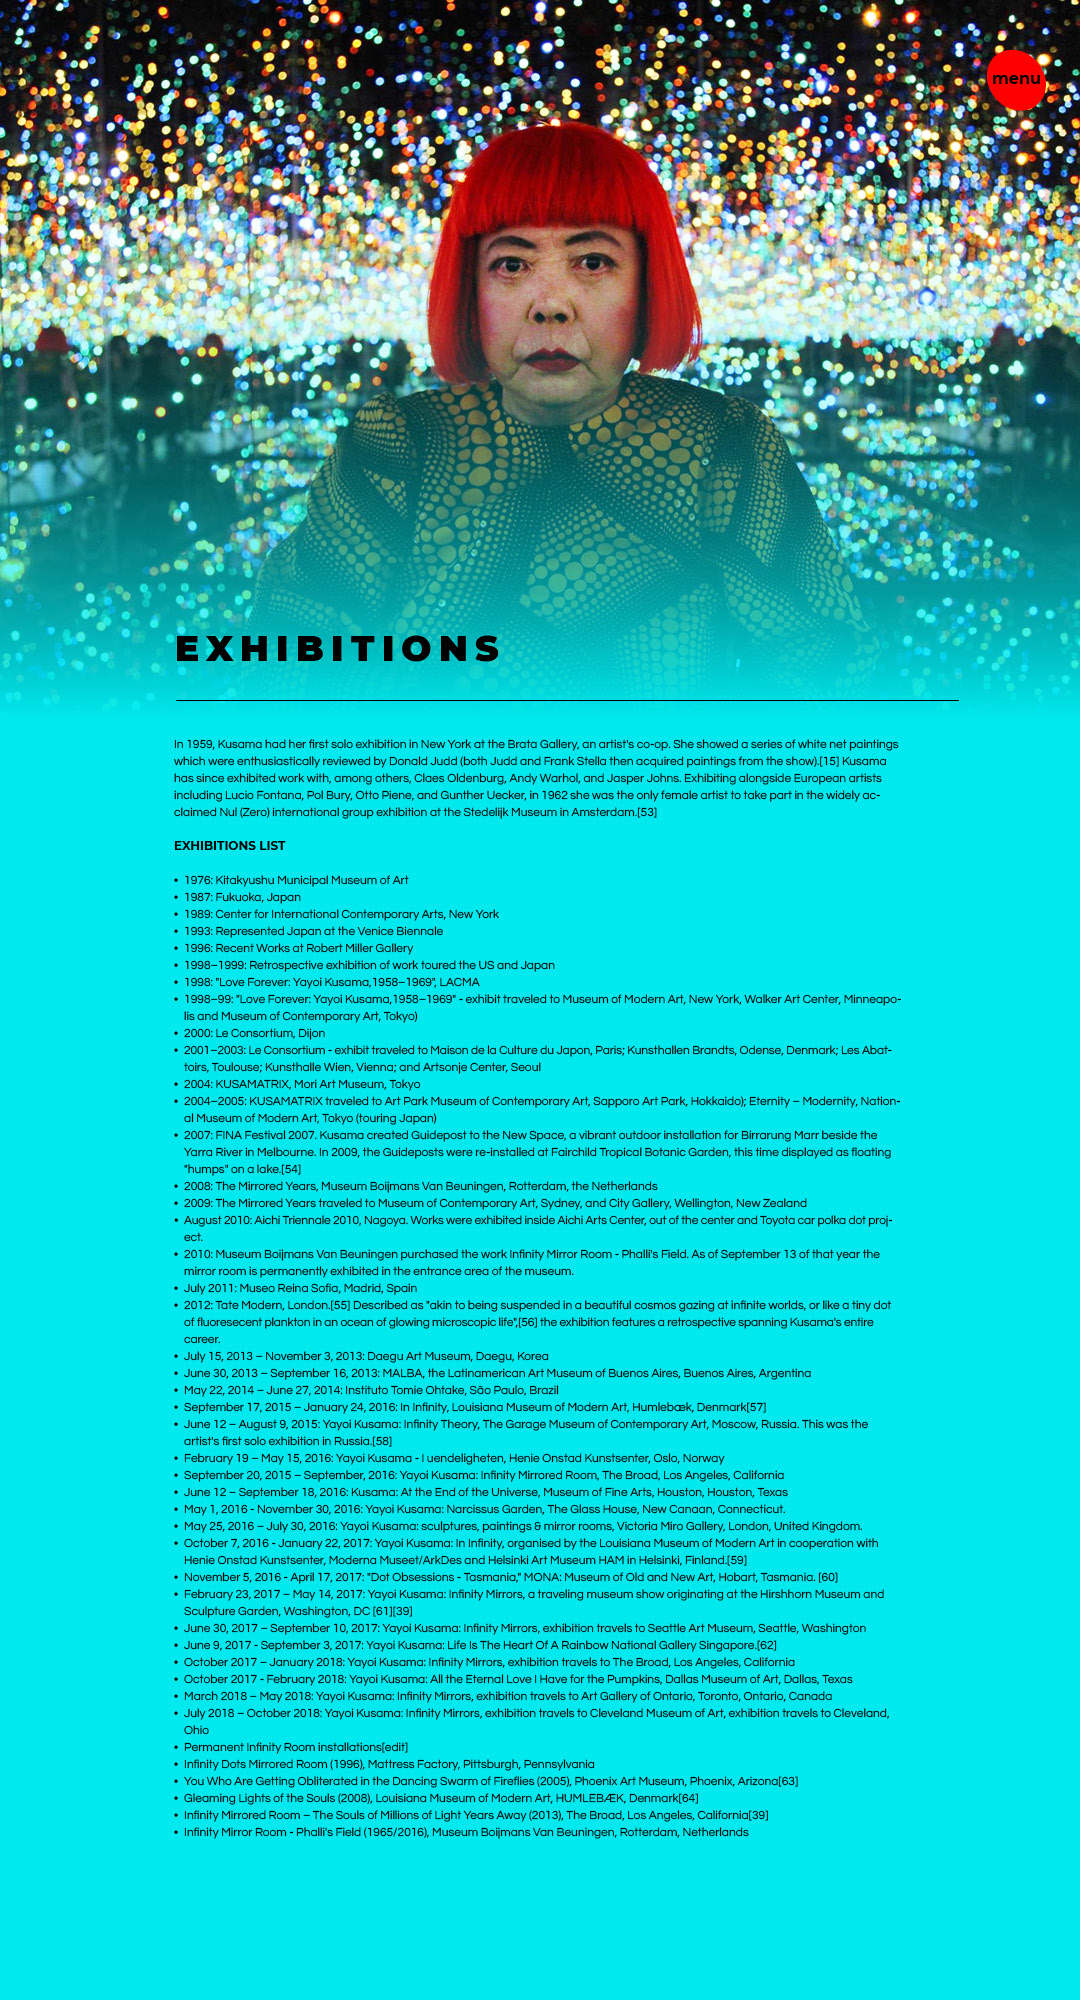 menu
EXHIBITIONS
In 1959, Kusama had her first solo exhibition in New York at the Brata Gallery, an artist's co-op. She showed a series of white net paintings
which were enthusiastically reviewed by Donald Judd (both Judd and Frank Stella then acquired paintings from the show).[15] Kusama
has since exhibited work with, among others, Claes Oldenburg, Andy Warhol, and Jasper Johns. Exhibiting alongside European artists
including Lucio Fontana, Pol Bury, Otto Piene, and Gunther Uecker, in 1962 she was the only female artist to take part in the widely ac-
claimed Nul (Zero) international group exhibition at the Stedelijk Museum in Amsterdam.[53]
EXHIBITIONS LIST
• 1976: Kitakyushu Municipal Museum of Art
• 1987: Fukuoka, Japan
• 1989: Center for International Contemporary Arts, New York
• 1993: Represented Japan at the Venice Biennale
• 1996: Recent Works at Robert Miller Gallery
• 1998–1999: Retrospective exhibition of work toured the US and Japan
• 1998: "Love Forever: Yayoi Kusama,1958–1969", LACMA
• 1998–99: "Love Forever: Yayoi Kusama,1958–1969" - exhibit traveled to Museum of Modern Art, New York, Walker Art Center, Minneapo-
lis and Museum of Contemporary Art, Tokyo)
• 2000: Le Consortium, Dijon
• 2001–2003: Le Consortium - exhibit traveled to Maison de la Culture du Japon, Paris; Kunsthallen Brandts, Odense, Denmark; Les Abat-
toirs, Toulouse; Kunsthalle Wien, Vienna; and Artsonje Center, Seoul
• 2004: KUSAMATRIX, Mori Art Museum, Tokyo
• 2004–2005: KUSAMATRIX traveled to Art Park Museum of Contemporary Art, Sapporo Art Park, Hokkaido); Eternity – Modernity, Nation-
al Museum of Modern Art, Tokyo (touring Japan)
• 2007: FINA Festival 2007. Kusama created Guidepost to the New Space, a vibrant outdoor installation for Birrarung Marr beside the
Yarra River in Melbourne. In 2009, the Guideposts were re-installed at Fairchild Tropical Botanic Garden, this time displayed as floating
"humps" on a lake.[54]
• 2008: The Mirrored Years, Museum Boijmans Van Beuningen, Rotterdam, the Netherlands
• 2009: The Mirrored Years traveled to Museum of Contemporary Art, Sydney, and City Gallery, Wellington, New Zealand
• August 2010: Aichi Triennale 2010, Nagoya. Works were exhibited inside Aichi Arts Center, out of the center and Toyota car polka dot proj-
ect.
• 2010: Museum Boijmans Van Beuningen purchased the work Infinity Mirror Room - Phalli's Field. As of September 13 of that year the
mirror room is permanently exhibited in the entrance area of the museum.
• July 2011: Museo Reina Sofia, Madrid, Spain
• 2012: Tate Modern, London.[55] Described as "akin to being suspended in a beautiful cosmos gazing at infinite worlds, or like a tiny dot
of fluoresecent plankton in an ocean of glowing microscopic life",[56] the exhibition features a retrospective spanning Kusama's entire
career.
• July 15, 2013 – November 3, 2013: Daegu Art Museum, Daegu, Korea
• June 30, 2013 – September 16, 2013: MALBA, the Latinamerican Art Museum of Buenos Aires, Buenos Aires, Argentina
• May 22, 2014 – June 27, 2014: Instituto Tomie Ohtake, São Paulo, Brazil
• September 17, 2015 – January 24, 2016: In Infinity, Louisiana Museum of Modern Art, Humlebæk, Denmark[57]
• June 12 – August 9, 2015: Yayoi Kusama: Infinity Theory, The Garage Museum of Contemporary Art, Moscow, Russia. This was the
artist's first solo exhibition in Russia.[58]
• February 19 – May 15, 2016: Yayoi Kusama - I uendeligheten, Henie Onstad Kunstsenter, Oslo, Norway
• September 20, 2015 – September, 2016: Yayoi Kusama: Infinity Mirrored Room, The Broad, Los Angeles, California
• June 12 – September 18, 2016: Kusama: At the End of the Universe, Museum of Fine Arts, Houston, Houston, Texas
• May 1, 2016 - November 30, 2016: Yayoi Kusama: Narcissus Garden, The Glass House, New Canaan, Connecticut.
• May 25, 2016 – July 30, 2016: Yayoi Kusama: sculptures, paintings & mirror rooms, Victoria Miro Gallery, London, United Kingdom.
• October 7, 2016 - January 22, 2017: Yayoi Kusama: In Infinity, organised by the Louisiana Museum of Modern Art in cooperation with
Henie Onstad Kunstsenter, Moderna Museet/ArkDes and Helsinki Art Museum HAM in Helsinki, Finland.[59]
• November 5, 2016 - April 17, 2017: "Dot Obsessions - Tasmania," MONA: Museum of Old and New Art, Hobart, Tasmania. [60]
• February 23, 2017 – May 14, 2017: Yayoi Kusama: Infinity Mirrors, a traveling museum show originating at the Hirshhorn Museum and
Sculpture Garden, Washington, DC [61][39]
• June 30, 2017 – September 10, 2017: Yayoi Kusama: Infinity Mirrors, exhibition travels to Seattle Art Museum, Seattle, Washington
• June 9, 2017 - September 3, 2017: Yayoi Kusama: Life Is The Heart Of A Rainbow National Gallery Singapore.[62]
• October 2017 – January 2018: Yayoi Kusama: Infinity Mirrors, exhibition travels to The Broad, Los Angeles, California
• October 2017 - February 2018: Yayoi Kusama: All the Eternal Love I Have for the Pumpkins, Dallas Museum of Art, Dallas, Texas
• March 2018 – May 2018: Yayoi Kusama: Infinity Mirrors, exhibition travels to Art Gallery of Ontario, Toronto, Ontario, Canada
• July 2018 – October 2018: Yayoi Kusama: Infinity Mirrors, exhibition travels to Cleveland Museum of Art, exhibition travels to Cleveland,
Ohio
• Permanent Infinity Room installations[edit]
• Infinity Dots Mirrored Room (1996), Mattress Factory, Pittsburgh, Pennsylvania
• You Who Are Getting Obliterated in the Dancing Swarm of Fireflies (2005), Phoenix Art Museum, Phoenix, Arizona[63]
• Gleaming Lights of the Souls (2008), Louisiana Museum of Modern Art, HUMLEBÆK, Denmark[64]
• Infinity Mirrored Room – The Souls of Millions of Light Years Away (2013), The Broad, Los Angeles, California[39]
• Infinity Mirror Room - Phalli's Field (1965/2016), Museum Boijmans Van Beuningen, Rotterdam, Netherlands